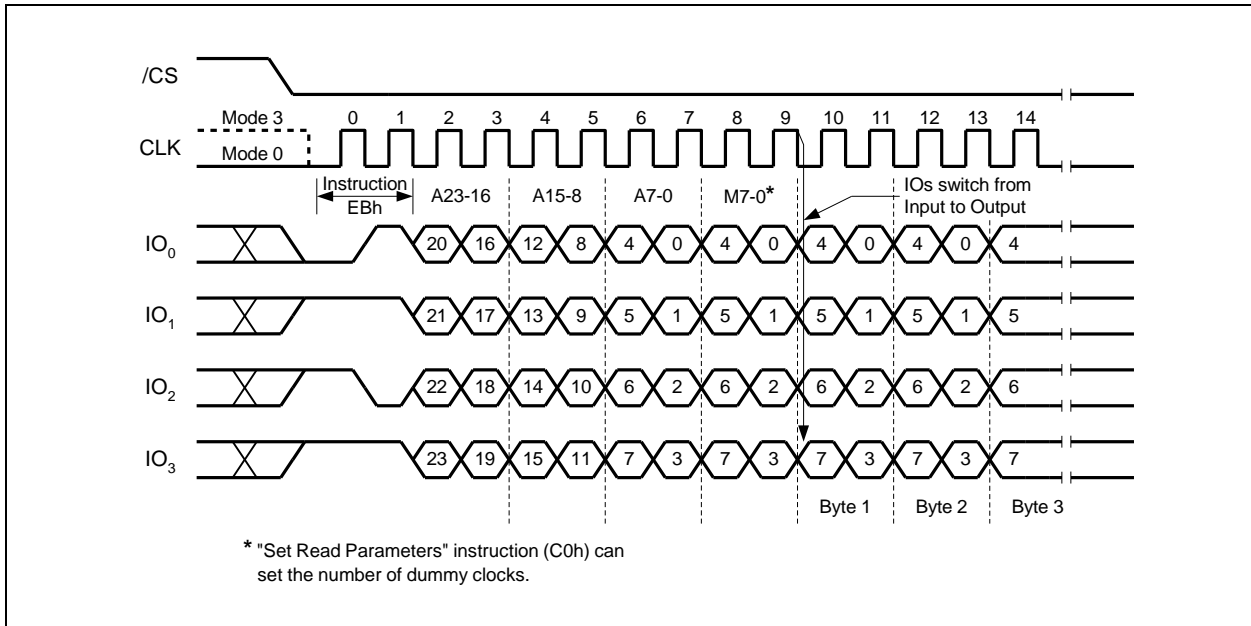 /CS
Mode 3 0 1 2 3 4 5 6 7 8 9 10 11 12 13 14
CLK
Mode 0
Instruction
EBh
A23-16 A15-8 A7-0 M7-0*
IOs switch from
Input to Output
IO0 20 16 12 8 4 0 4 0 4 0 4 0 4
IO1 21 17 13 9 5 1 5 1 5 1 5 1 5
IO2 22 18 14 10 6 2 6 2 6 2 6 2 6
IO3 23 19 15 11 7 3 7 3 7 3 7 3 7
Byte 1 Byte 2 Byte 3
* "Set Read Parameters" instruction (C0h) can
set the number of dummy clocks.